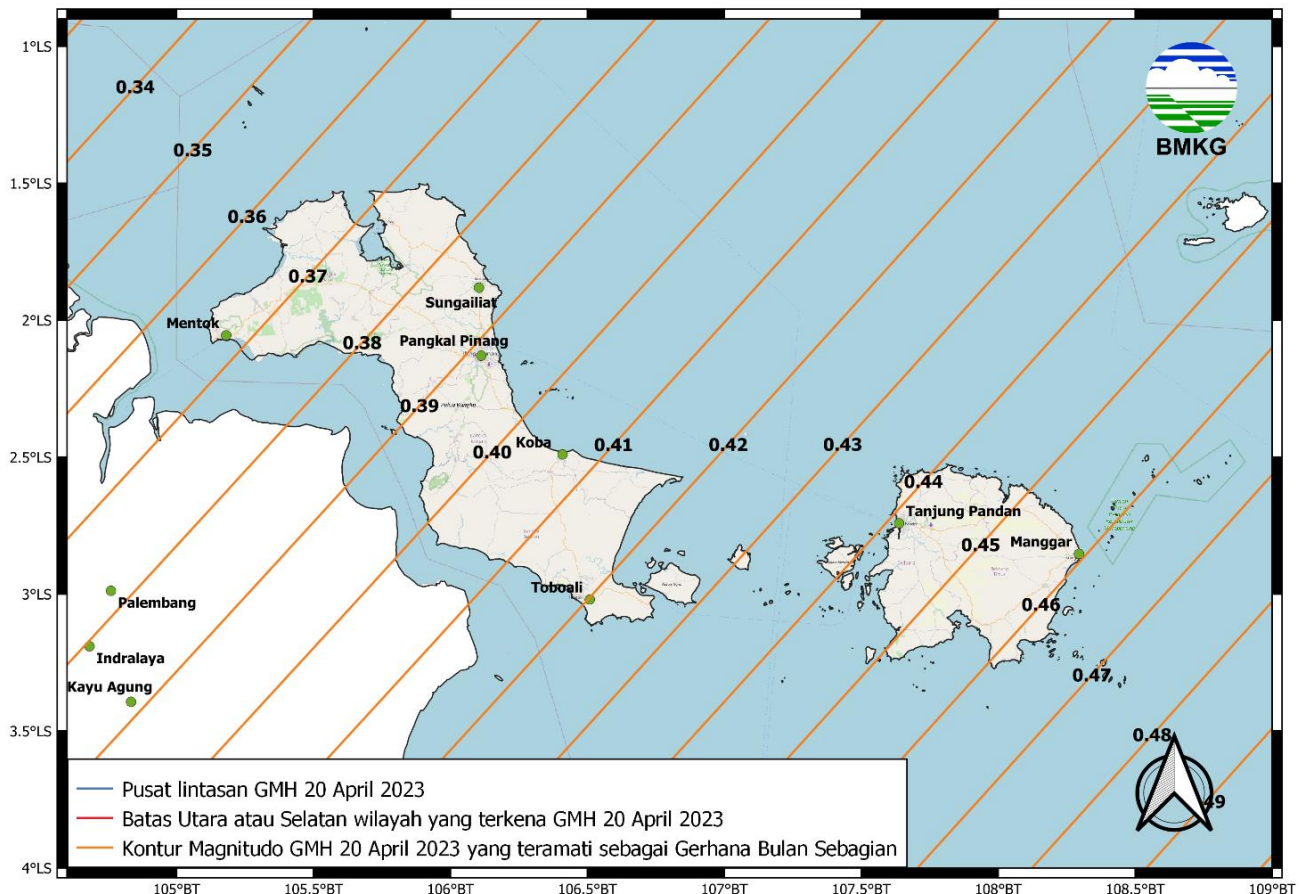 1°LS
0.34
BMKG
0.35
1.5°LS
0.36
0.37
Sungailiat
Mentok
2°LS
Pangkal Pinang
0.38
0.39
0.40
Koba
0.41
0.42
0.43
2.5°LS
0.44
Tanjung Pandan
0.45
Manggar
Toboali
3°LS
Palembang
0.46
Indralaya
Kayu Agung
0.47
3.5°LS
0.48
49
Pusat lintasan GMH 20 April 2023
Batas Utara atau Selatan wilayah yang terkena GMH 20 April 2023
Kontur Magnitudo GMH 20 April 2023 yang teramati sebagai Gerhana Bulan Sebagian
4°LS
105°BT
105.5°BT
106°BT
106.5°BT
107°BT
107.5°BT
108°BT
108.5°BT
109°BT